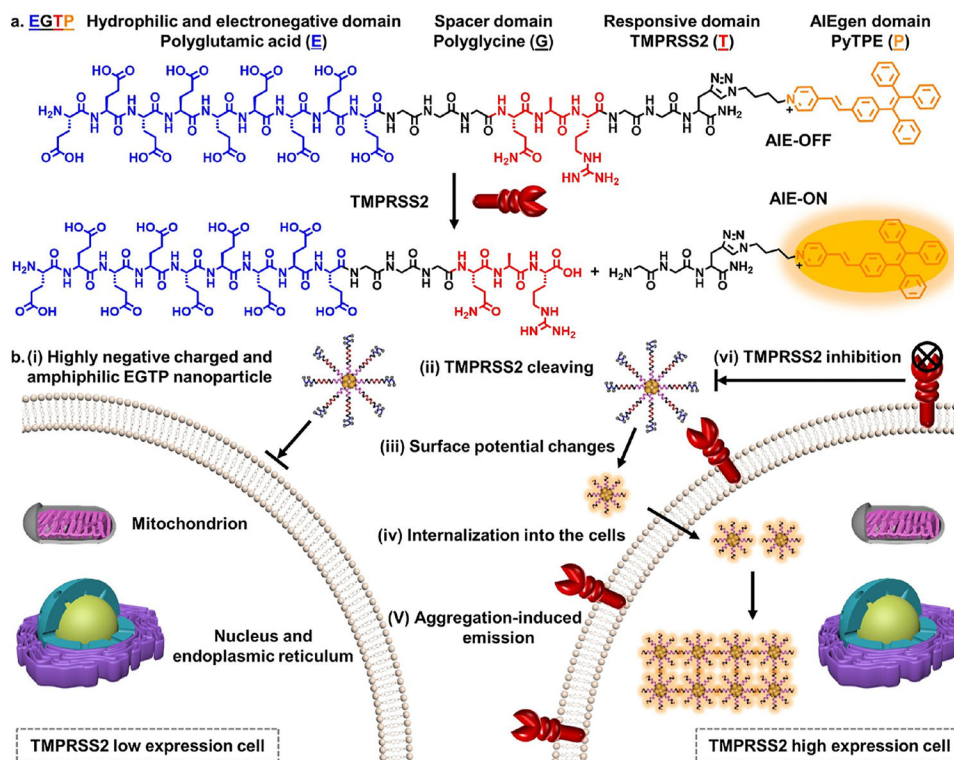 a. EGTP Hydrophilic and electronegative domain Spacer domain Responsive domain AIEgen domain
Polyglutamic acid (E) Polyglycine (G) TMPRSS2 (T) PyTPE (P)
AIE-OFF
TMPRSS2
AIE-ON
b. (i) Highly negative charged and
amphiphilic EGTP nanoparticle
(ii) TMPRSS2 cleaving
(vi) TMPRSS2 inhibition
(iii) Surface potential changes
Mitochondrion
(iv) Internalization into the cells
(V) Aggregation-induced
emission
Nucleus and
endoplasmic reticulum
TMPRSS2 low expression cell
TMPRSS2 high expression cell